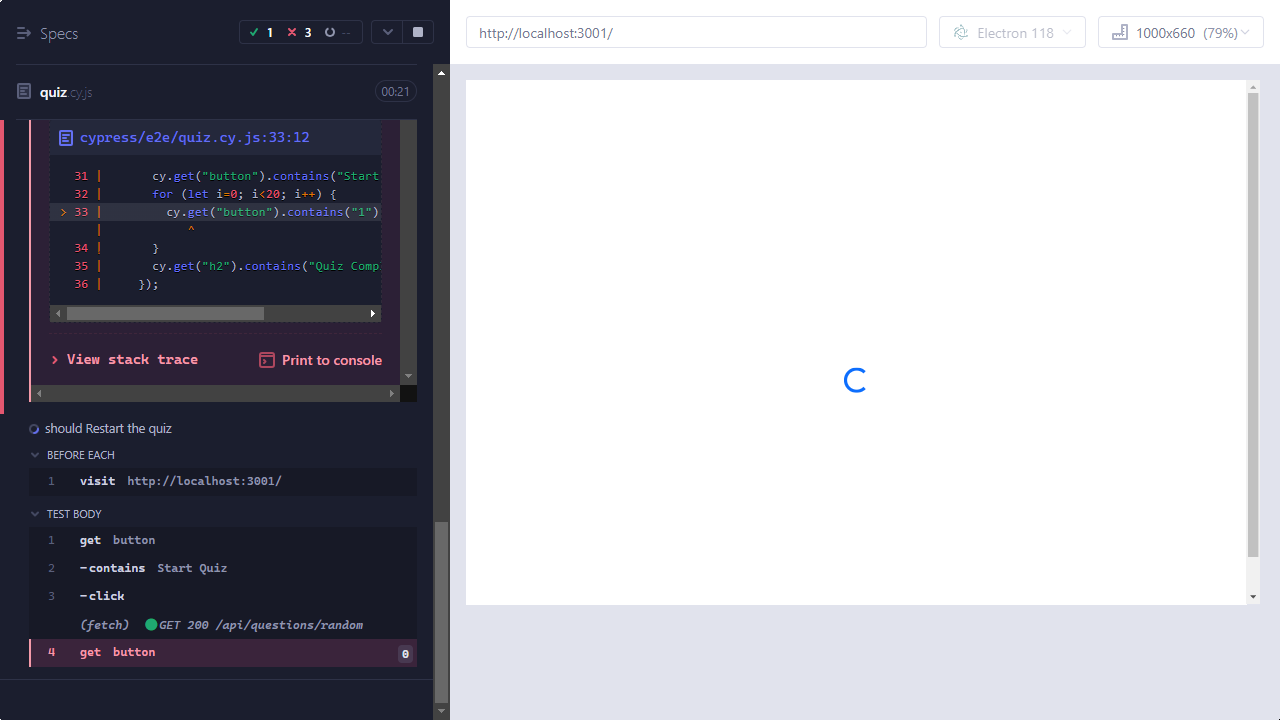 Specs
1
3
--
http://localhost:3001/
Electron 118
1000x660 (79%)
quiz.cy.js
00:21
cypress/e2e/quiz.cy.js:33:12
31 | cy.get("button").contains("Start
32 | for (let i=0; i<20; i++) {
> 33 | cy.get("button").contains("1")
| ^
34 | }
35 | cy.get("h2").contains("Quiz Comp
36 | });
View stack trace
Print to console
should Restart the quiz
BEFORE EACH
1 visit http://localhost:3001/
TEST BODY
1 get button
2 -contains Start Quiz
3 -click
(fetch) GET 200 /api/questions/random
4 get button 0